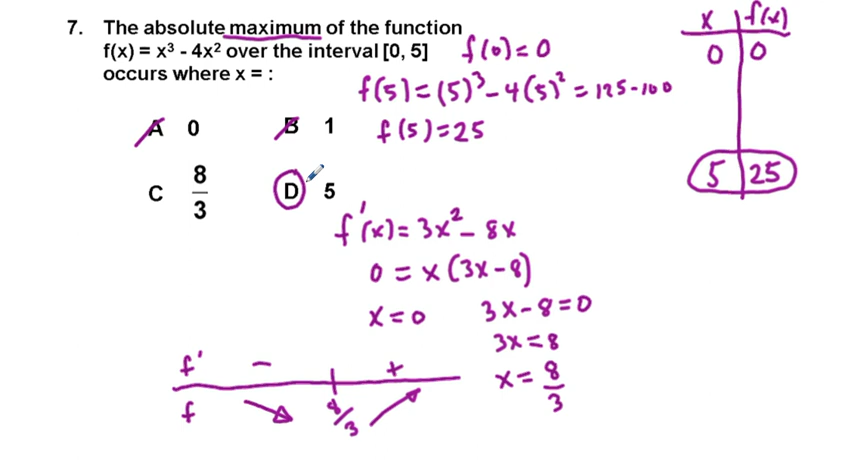 7. The absolute maximum of the function
f(x) = x³ - 4x² over the interval [0, 5]
occurs where x = :
A 0
B 1
C 8/3
D 5
f(0)=0
f(5)=(5)³-4(5)²=125-100
f(5)=25
x f(x)
0 0
5 25
f'(x)=3x²-8x
0=x(3x-8)
x=0 3x-8=0
3x=8
x=8/3
f' - +
f 8/3